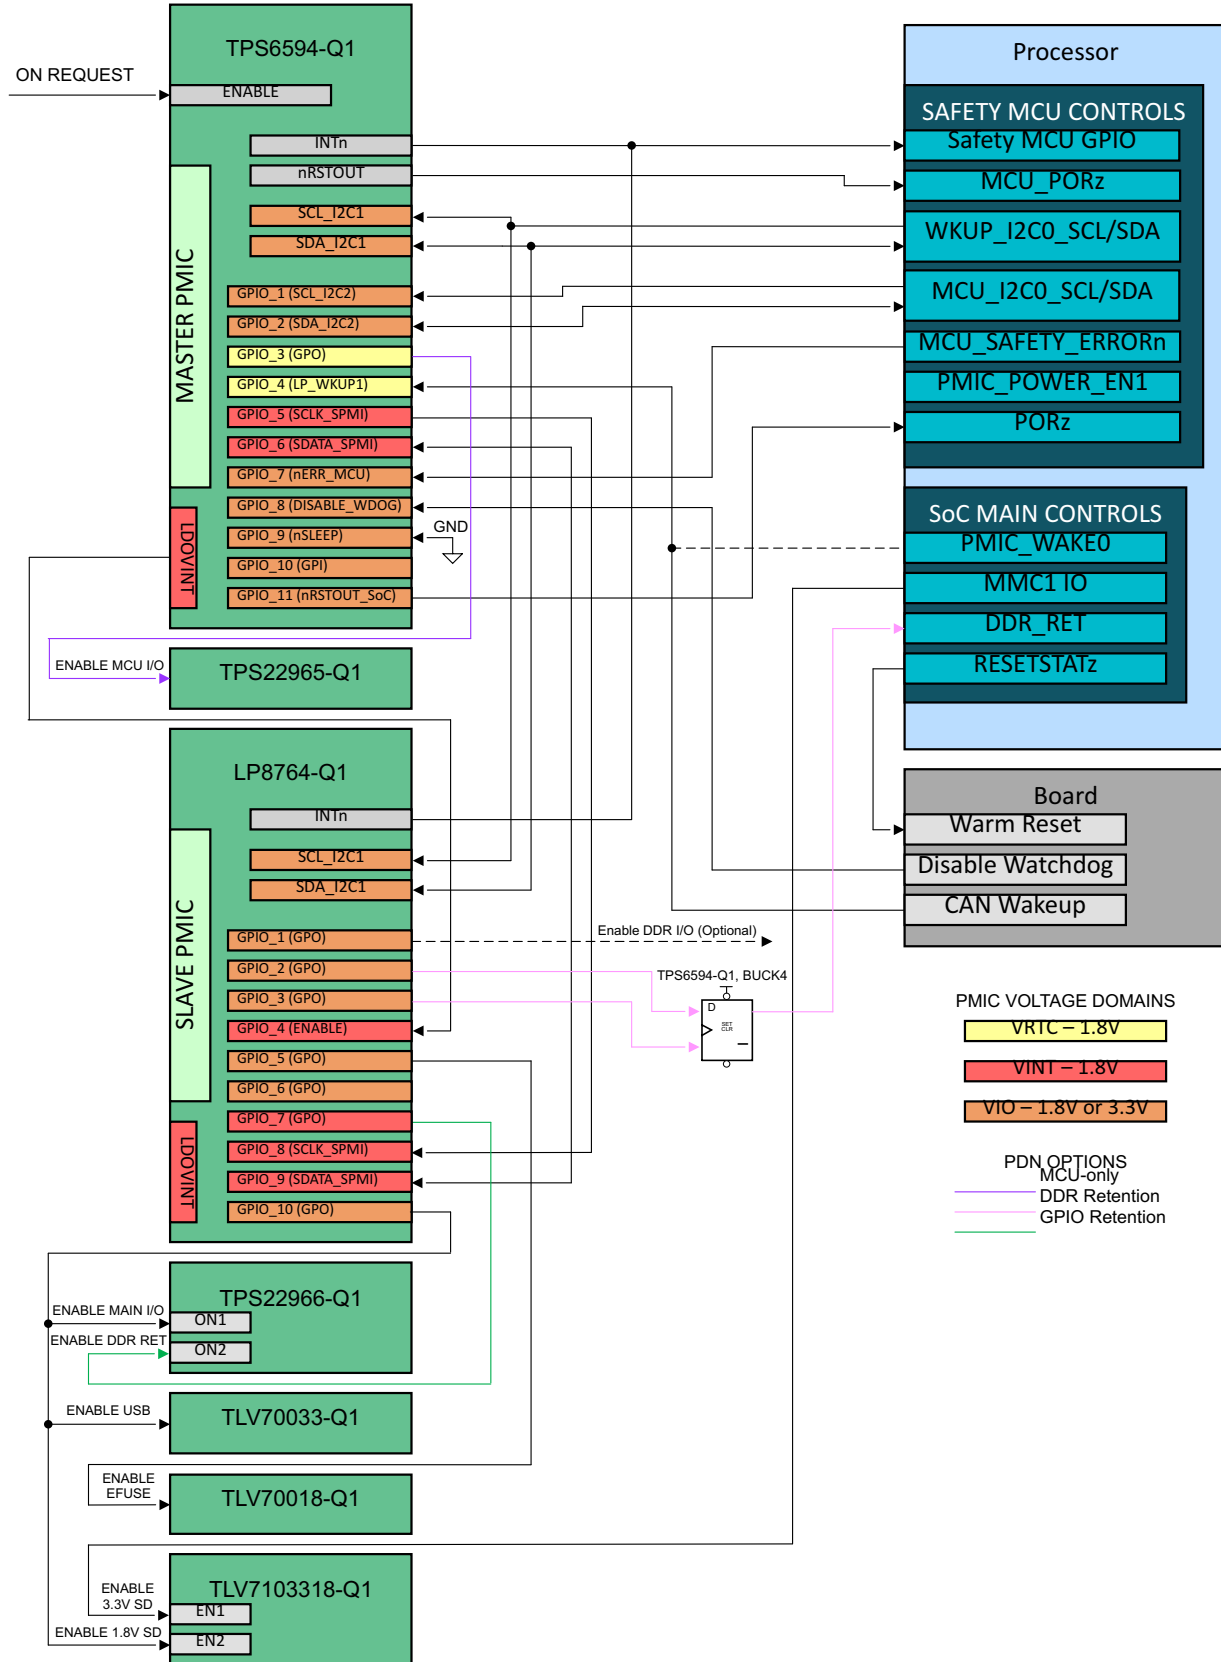 TPS6594-Q1
ON REQUEST
ENABLE
INTn
nRSTOUT
SCL_I2C1
SDA_I2C1
MASTER PMIC
GPIO_1 (SCL_I2C2)
GPIO_2 (SDA_I2C2)
GPIO_3 (GPO)
GPIO_4 (LP_WKUP1)
GPIO_5 (SCLK_SPMI)
GPIO_6 (SDATA_SPMI)
GPIO_7 (nERR_MCU)
GPIO_8 (DISABLE_WDOG)
GPIO_9 (nSLEEP)
GPIO_10 (GPI)
GPIO_11 (nRSTOUT_SoC)
LDOVINT
GND
ENABLE MCU I/O
TPS22965-Q1
LP8764-Q1
INTn
SCL_I2C1
SDA_I2C1
SLAVE PMIC
GPIO_1 (GPO)
GPIO_2 (GPO)
GPIO_3 (GPO)
GPIO_4 (ENABLE)
GPIO_5 (GPO)
GPIO_6 (GPO)
GPIO_7 (GPO)
GPIO_8 (SCLK_SPMI)
GPIO_9 (SDATA_SPMI)
GPIO_10 (GPO)
LDOVINT
Enable DDR I/O (Optional)
TPS6594-Q1, BUCK4
D
SET
CLR
TPS22966-Q1
ENABLE MAIN I/O
ON1
ENABLE DDR RET
ON2
ENABLE USB
TLV70033-Q1
ENABLE
EFUSE
TLV70018-Q1
TLV7103318-Q1
ENABLE
3.3V SD
EN1
ENABLE 1.8V SD
EN2
Processor
SAFETY MCU CONTROLS
Safety MCU GPIO
MCU_PORz
WKUP_I2C0_SCL/SDA
MCU_I2C0_SCL/SDA
MCU_SAFETY_ERRORn
PMIC_POWER_EN1
PORz
SoC MAIN CONTROLS
PMIC_WAKE0
MMC1 IO
DDR_RET
RESETSTATz
Board
Warm Reset
Disable Watchdog
CAN Wakeup
PMIC VOLTAGE DOMAINS
VRTC – 1.8V
VINT – 1.8V
VIO – 1.8V or 3.3V
PDN OPTIONS
MCU-only
DDR Retention
GPIO Retention